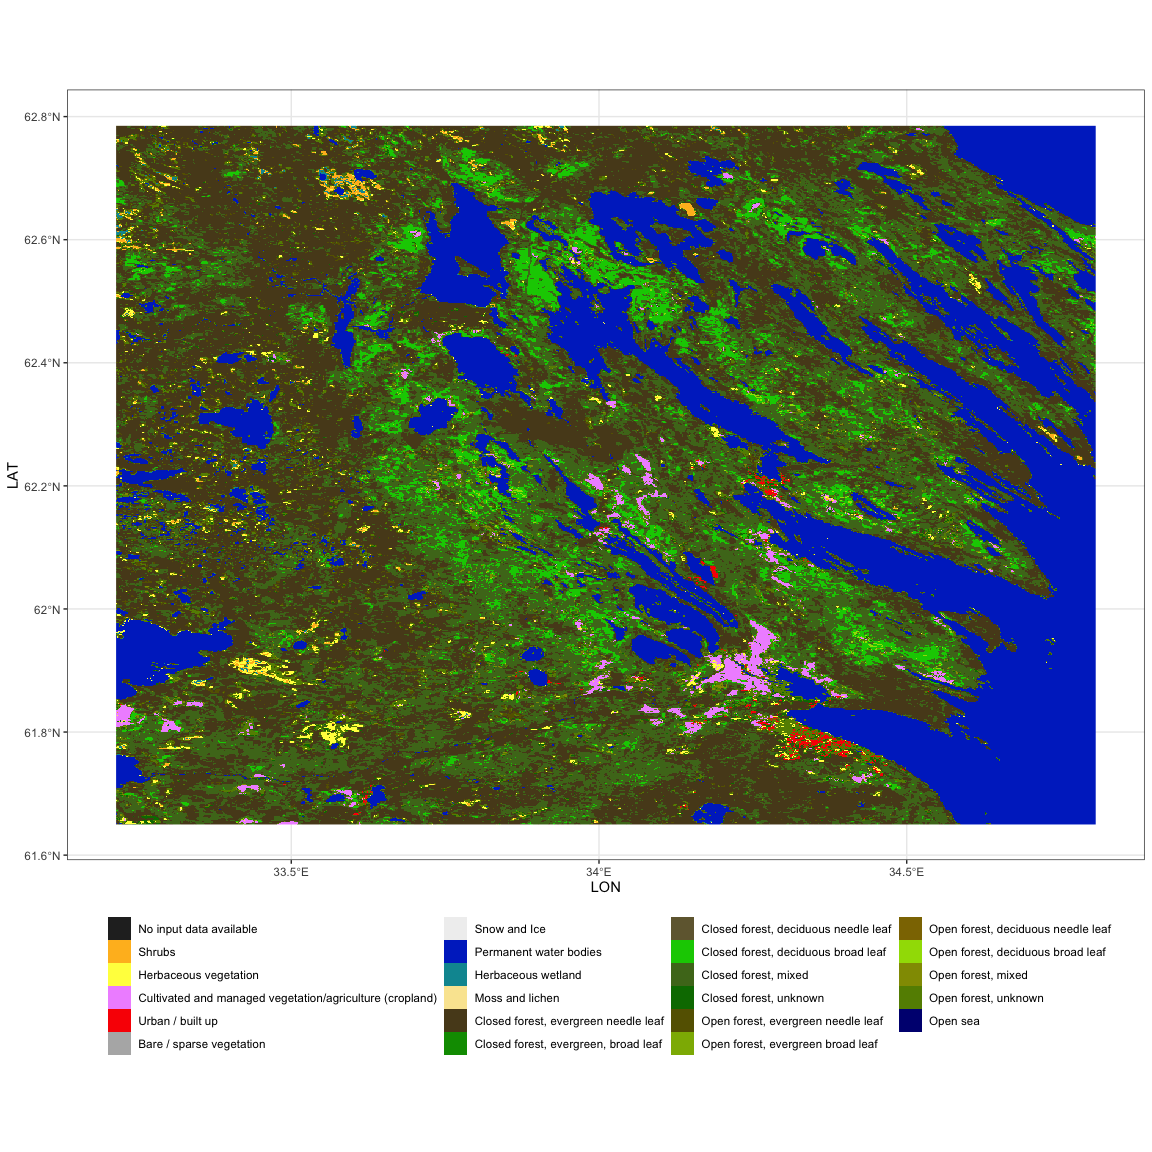 62.8°N
62.6°N
62.4°N
62.2°N
62°N
61.8°N
61.6°N
LAT
33.5°E
34°E
34.5°E
LON
No input data available
Shrubs
Herbaceous vegetation
Cultivated and managed vegetation/agriculture (cropland)
Urban / built up
Bare / sparse vegetation
Snow and Ice
Permanent water bodies
Herbaceous wetland
Moss and lichen
Closed forest, evergreen needle leaf
Closed forest, evergreen, broad leaf
Closed forest, deciduous needle leaf
Closed forest, deciduous broad leaf
Closed forest, mixed
Closed forest, unknown
Open forest, evergreen needle leaf
Open forest, evergreen broad leaf
Open forest, deciduous needle leaf
Open forest, deciduous broad leaf
Open forest, mixed
Open forest, unknown
Open sea